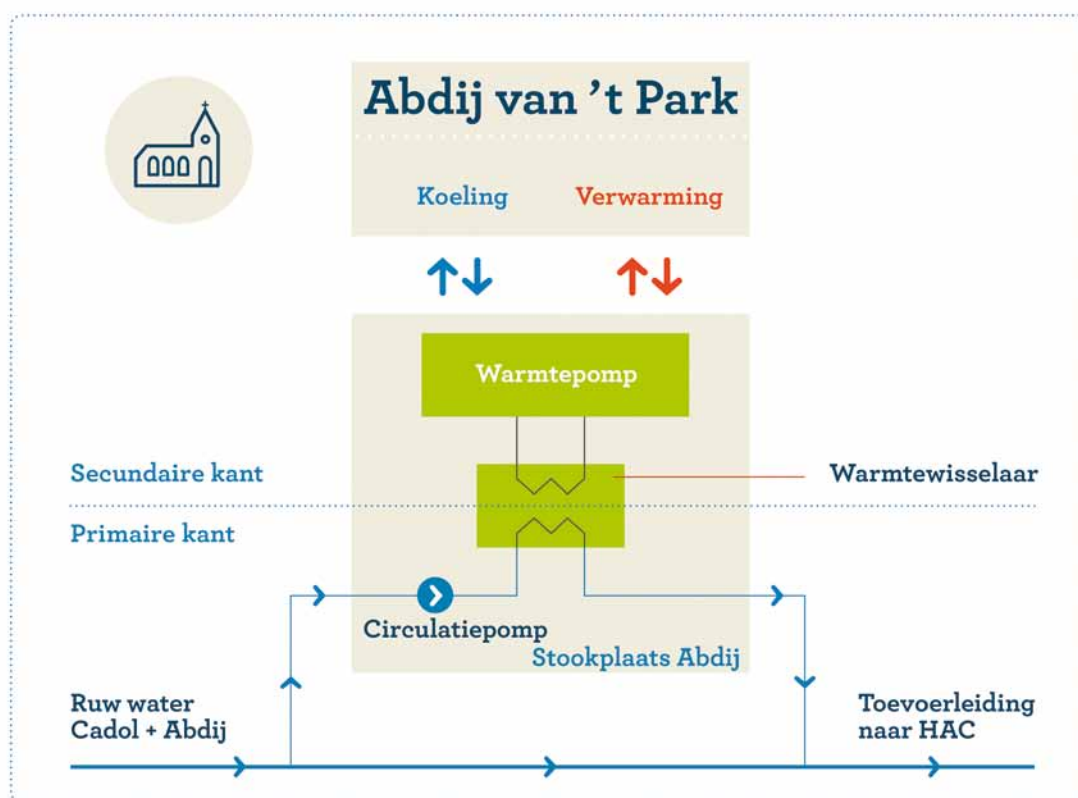 Abdij van ’t Park
Koeling
Verwarming
Warmtepomp
Secundaire kant
Warmtewisselaar
Primaire kant
Circulatiepomp
Stookplaats Abdij
Ruw water
Cadol + Abdij
Toevoerleiding
naar HAC